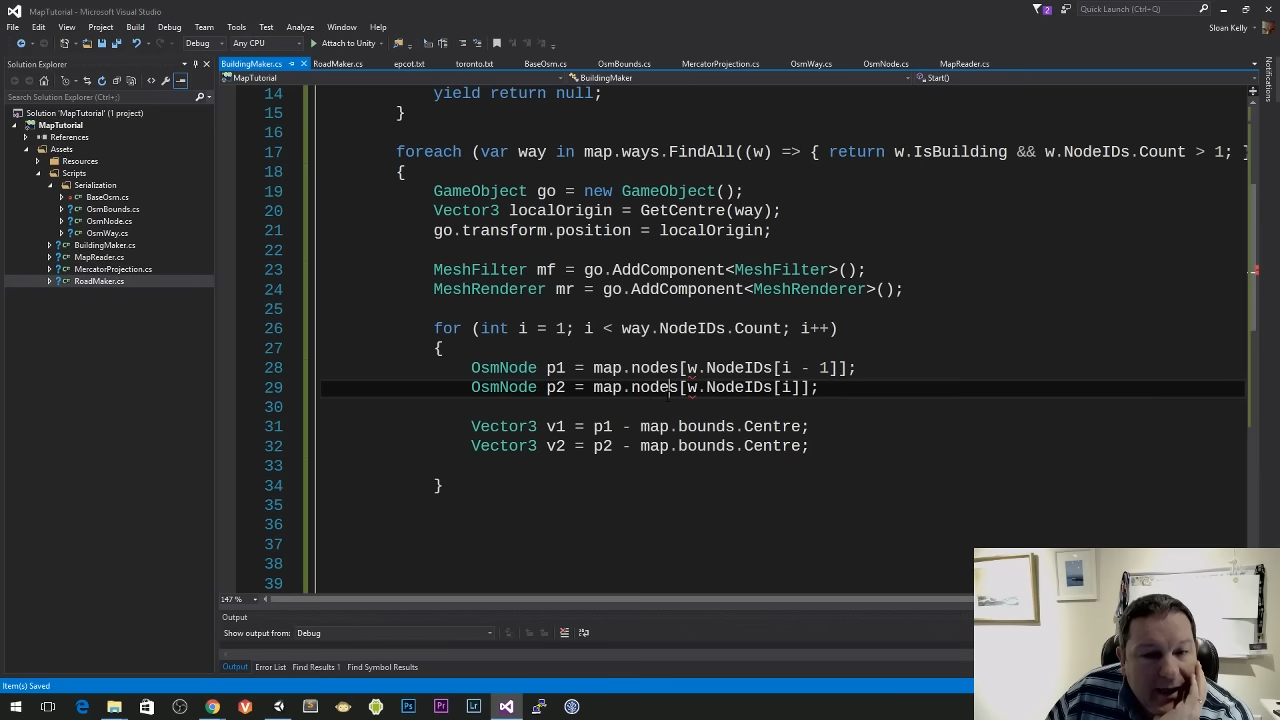 MapTutorial - Microsoft Visual Studio
2
Quick Launch (Ctrl+Q)
File Edit View Project Build Debug Team Tools Test Analyze Window Help
Sloan Kelly
Debug Any CPU Attach to Unity
Solution Explorer
BuildingMaker.cs RoadMaker.cs epcot.txt toronto.txt BaseOsm.cs OsmBounds.cs MercatorProjection.cs OsmWay.cs OsmNode.cs MapReader.cs
MapTutorial BuildingMaker Start()
Notifications
Search Solution Explorer (Ctrl+;)
Solution 'MapTutorial' (1 project)
MapTutorial
References
Assets
Resources
Scripts
Serialization
BaseOsm.cs
OsmBounds.cs
OsmNode.cs
OsmWay.cs
BuildingMaker.cs
MapReader.cs
MercatorProjection.cs
RoadMaker.cs
14 yield return null;
15 }
16
17 foreach (var way in map.ways.FindAll((w) => { return w.IsBuilding && w.NodeIDs.Count > 1; }
18 {
19 GameObject go = new GameObject();
20 Vector3 localOrigin = GetCentre(way);
21 go.transform.position = localOrigin;
22
23 MeshFilter mf = go.AddComponent<MeshFilter>();
24 MeshRenderer mr = go.AddComponent<MeshRenderer>();
25
26 for (int i = 1; i < way.NodeIDs.Count; i++)
27 {
28 OsmNode p1 = map.nodes[w.NodeIDs[i - 1]];
29 OsmNode p2 = map.nodes[w.NodeIDs[i]];
30
31 Vector3 v1 = p1 - map.bounds.Centre;
32 Vector3 v2 = p2 - map.bounds.Centre;
33
34 }
35
36
37
38
39
147 %
Output
Show output from: Debug
Output Error List Find Results 1 Find Symbol Results
Item(s) Saved